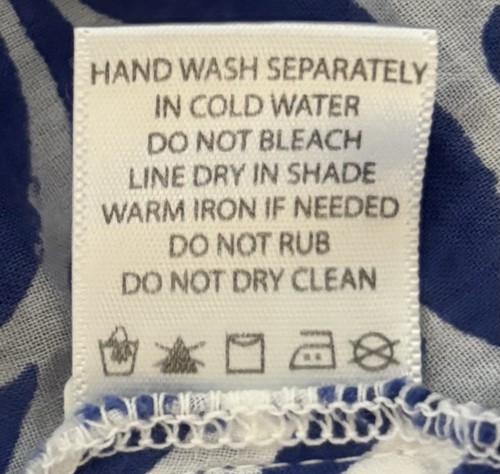 HAND WASH SEPARATELY
IN COLD WATER
DO NOT BLEACH
LINE DRY IN SHADE
WARM IRON IF NEEDED
DO NOT RUB
DO NOT DRY CLEAN